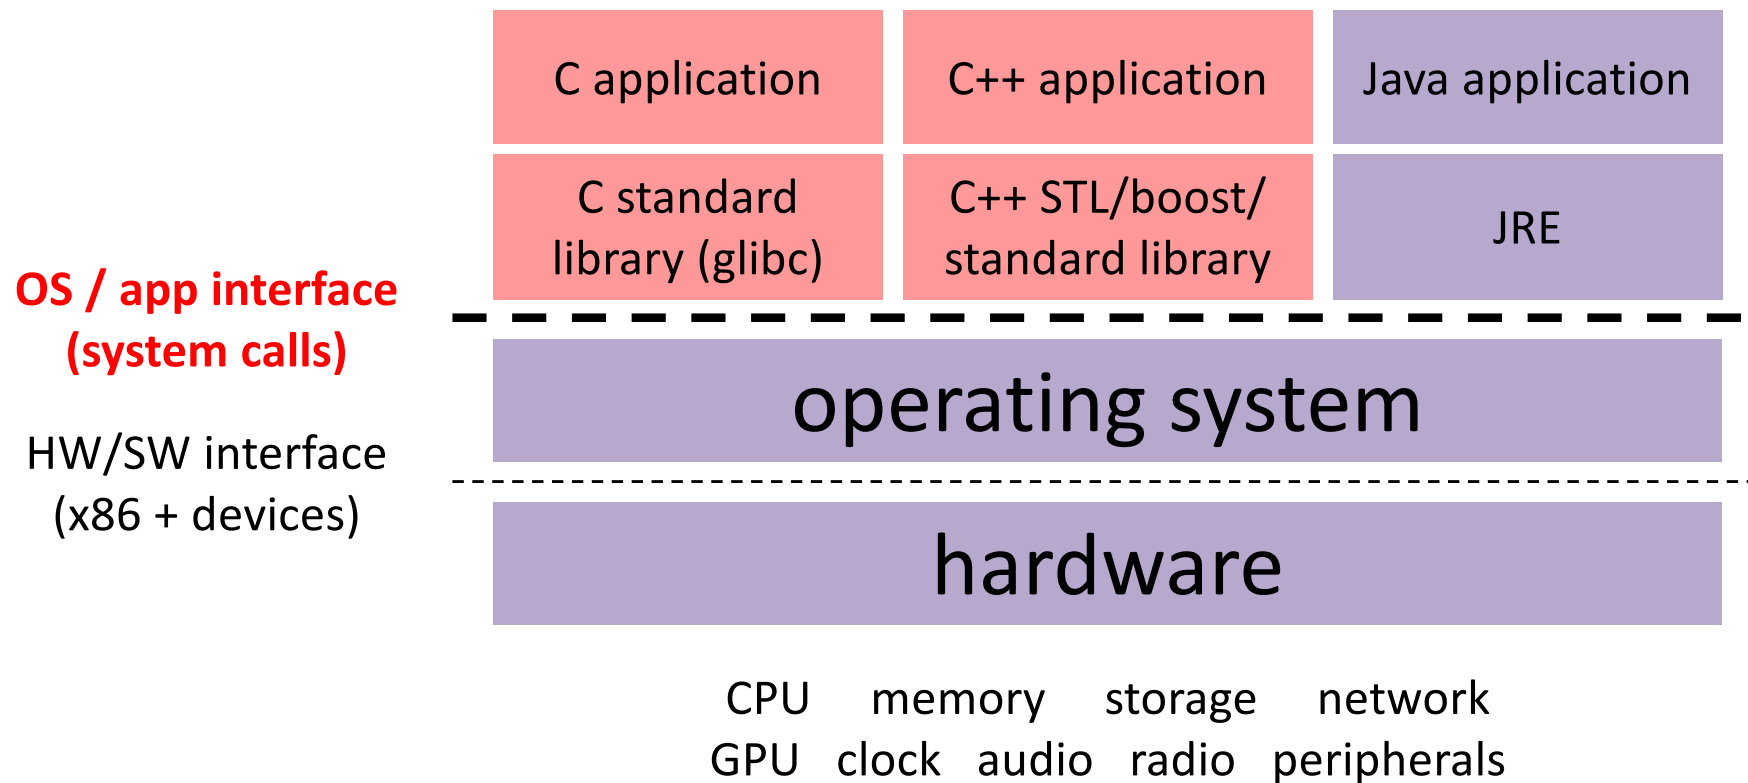 C application
C++ application
Java application
C standard
library (glibc)
C++ STL/boost/
standard library
JRE
OS / app interface
(system calls)
operating system
HW/SW interface
(x86 + devices)
hardware
CPU memory storage network
GPU clock audio radio peripherals